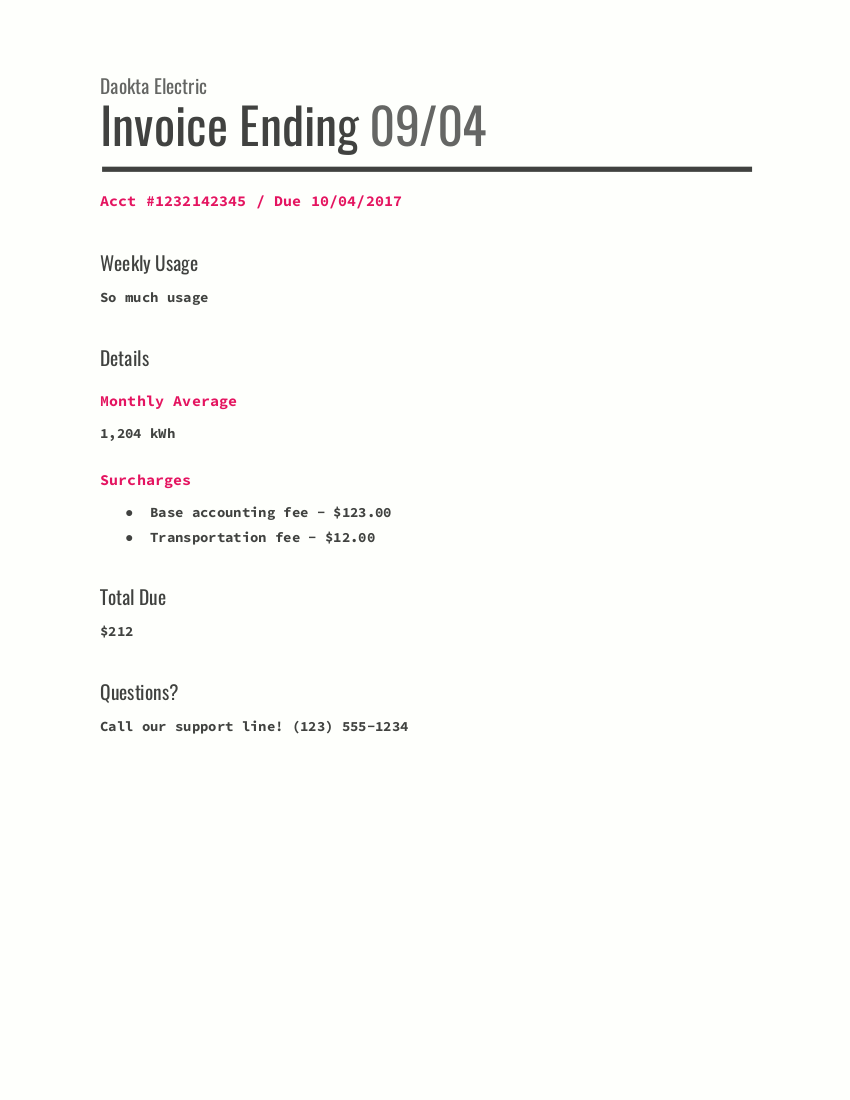 Daokta Electric
Invoice Ending 09/04
Acct #1232142345 / Due 10/04/2017
Weekly Usage
So much usage
Details
Monthly Average
1,204 kWh
Surcharges
● Base accounting fee - $123.00
● Transportation fee - $12.00
Total Due
$212
Questions?
Call our support line! (123) 555-1234